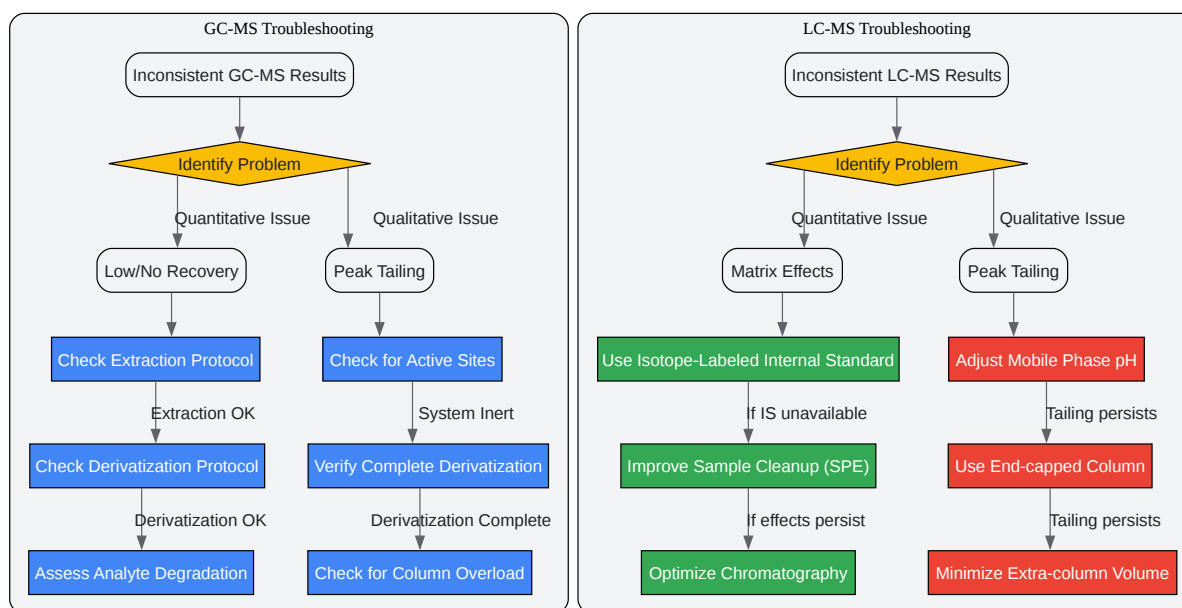 GC-MS Troubleshooting
Inconsistent GC-MS Results
Identify Problem
Quantitative Issue
Qualitative Issue
Low/No Recovery
Peak Tailing
Check Extraction Protocol
Check for Active Sites
Extraction OK
System Inert
Check Derivatization Protocol
Verify Complete Derivatization
Derivatization OK
Derivatization Complete
Assess Analyte Degradation
Check for Column Overload
LC-MS Troubleshooting
Inconsistent LC-MS Results
Identify Problem
Quantitative Issue
Qualitative Issue
Matrix Effects
Peak Tailing
Use Isotope-Labeled Internal Standard
Adjust Mobile Phase pH
If IS unavailable
Tailing persists
Improve Sample Cleanup (SPE)
Use End-capped Column
If effects persist
Tailing persists
Optimize Chromatography
Minimize Extra-column Volume